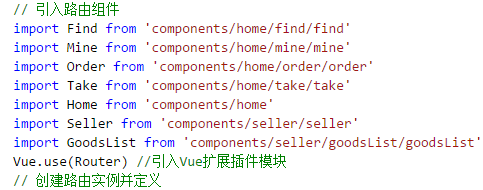 // 引入路由组件
import Find from 'components/home/find/find'
import Mine from 'components/home/mine/mine'
import Order from 'components/home/order/order'
import Take from 'components/home/take/take'
import Home from 'components/home'
import Seller from 'components/seller/seller'
import GoodsList from 'components/seller/goodsList/goodsList'
Vue.use(Router) //引入Vue扩展插件模块
// 创建路由实例并定义